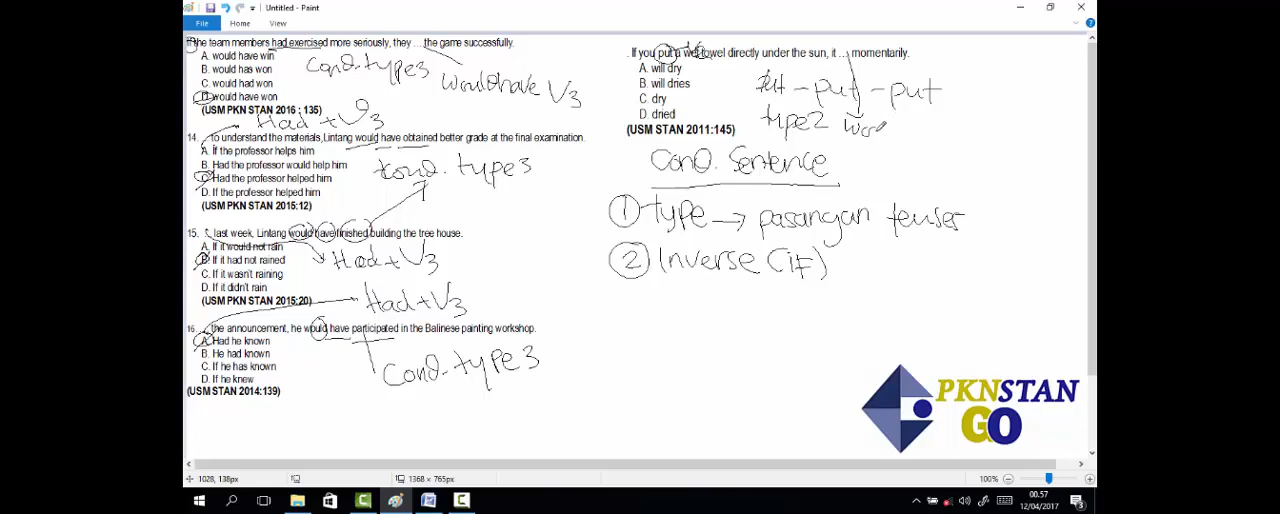 Untitled - Paint
File
Home
View
If the team members had exercised more seriously, they ... the game successfully.
A. would have win
B. would has won
C. would had won
D. would have won
(USM PKN STAN 2016 : 135)
Cond. type 3
would have V3
Had + V3
14. ... to understand the materials,Lintang would have obtained better grade at the final examination.
A. If the professor helps him
B. Had the professor would help him
C. Had the professor helped him
D. If the professor helped him
(USM PKN STAN 2015:12)
Cond. type 3
15. ... last week, Lintang would have finished building the tree house.
A. If it would not rain
B. If it had not rained
C. If it wasn't raining
D. If it didn't rain
(USM PKN STAN 2015:20)
Had + V3
Had + V3
16. ... the announcement, he would have participated in the Balinese painting workshop.
A. Had he known
B. He had known
C. If he has known
D. If he knew
(USM STAN 2014:139)
Cond. type 3
If you put a wet towel directly under the sun, it ... momentarily.
A. will dry
B. will dries
C. dry
D. dried
(USM STAN 2011:145)
put - put - put
type 2
Cond. Sentence
1 type → pasangan tenses
2 Inverse (if)
PKNSTAN
GO
1028, 138px
1368 × 765px
100%
00.57
12/04/2017